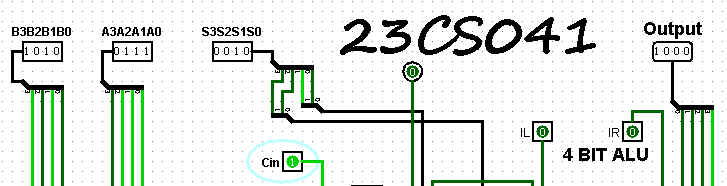 B3B2B1B0 A3A2A1A0 S3S2S1S0 23CS041 Output
1010 0111 0010 1000
0
Cin 1 IL 0 IR 0
4 BIT ALU